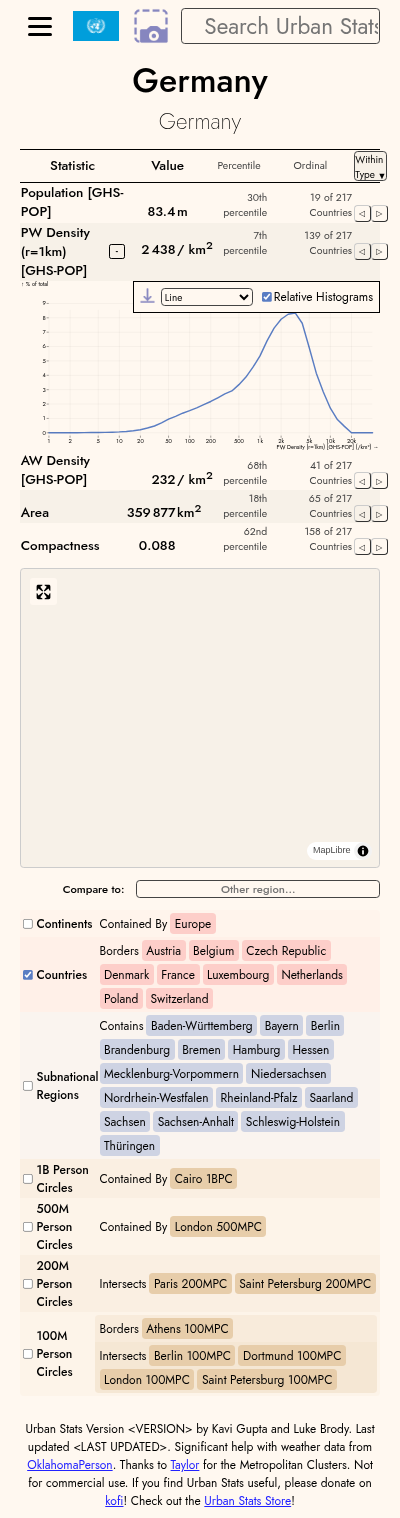 Search Urban Stats
Germany
Germany
Statistic Value Percentile Ordinal Within Type ▼
Population [GHS-POP] 83.4 m 30th percentile 19 of 217 Countries ◁ ▷
PW Density (r=1km) [GHS-POP] - 2 438 / km² 7th percentile 139 of 217 Countries ◁ ▷
↑ % of total
Line Relative Histograms
9
8
7
6
5
4
3
2
1
0
1 2 5 10 20 50 100 200 500 1k 2k 5k 10k 20k
PW Density (r=1km) [GHS-POP] (/km²) →
AW Density [GHS-POP] 232 / km² 68th percentile 41 of 217 Countries ◁ ▷
Area 359 877 km² 18th percentile 65 of 217 Countries ◁ ▷
Compactness 0.088 62nd percentile 158 of 217 Countries ◁ ▷
MapLibre
Compare to: Other region...
Continents Contained By Europe
Countries Borders Austria Belgium Czech Republic
Denmark France Luxembourg Netherlands
Poland Switzerland
Subnational Regions Contains Baden-Württemberg Bayern Berlin
Brandenburg Bremen Hamburg Hessen
Mecklenburg-Vorpommern Niedersachsen
Nordrhein-Westfalen Rheinland-Pfalz Saarland
Sachsen Sachsen-Anhalt Schleswig-Holstein
Thüringen
1B Person Circles Contained By Cairo 1BPC
500M Person Circles Contained By London 500MPC
200M Person Circles Intersects Paris 200MPC Saint Petersburg 200MPC
100M Person Circles Borders Athens 100MPC
Intersects Berlin 100MPC Dortmund 100MPC
London 100MPC Saint Petersburg 100MPC
Urban Stats Version <VERSION> by Kavi Gupta and Luke Brody. Last
updated <LAST UPDATED>. Significant help with weather data from
OklahomaPerson. Thanks to Taylor for the Metropolitan Clusters. Not
for commercial use. If you find Urban Stats useful, please donate on
kofi! Check out the Urban Stats Store!